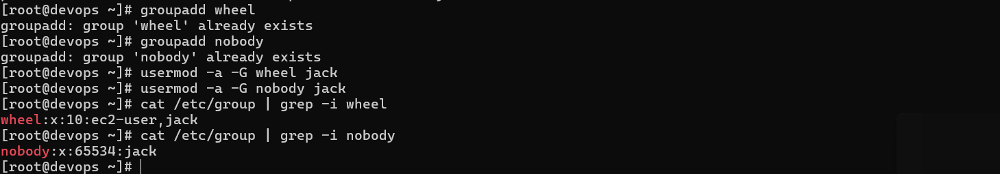 [root@devops ~]# groupadd wheel
groupadd: group 'wheel' already exists
[root@devops ~]# groupadd nobody
groupadd: group 'nobody' already exists
[root@devops ~]# usermod -a -G wheel jack
[root@devops ~]# usermod -a -G nobody jack
[root@devops ~]# cat /etc/group | grep -i wheel
wheel:x:10:ec2-user,jack
[root@devops ~]# cat /etc/group | grep -i nobody
nobody:x:65534:jack
[root@devops ~]#